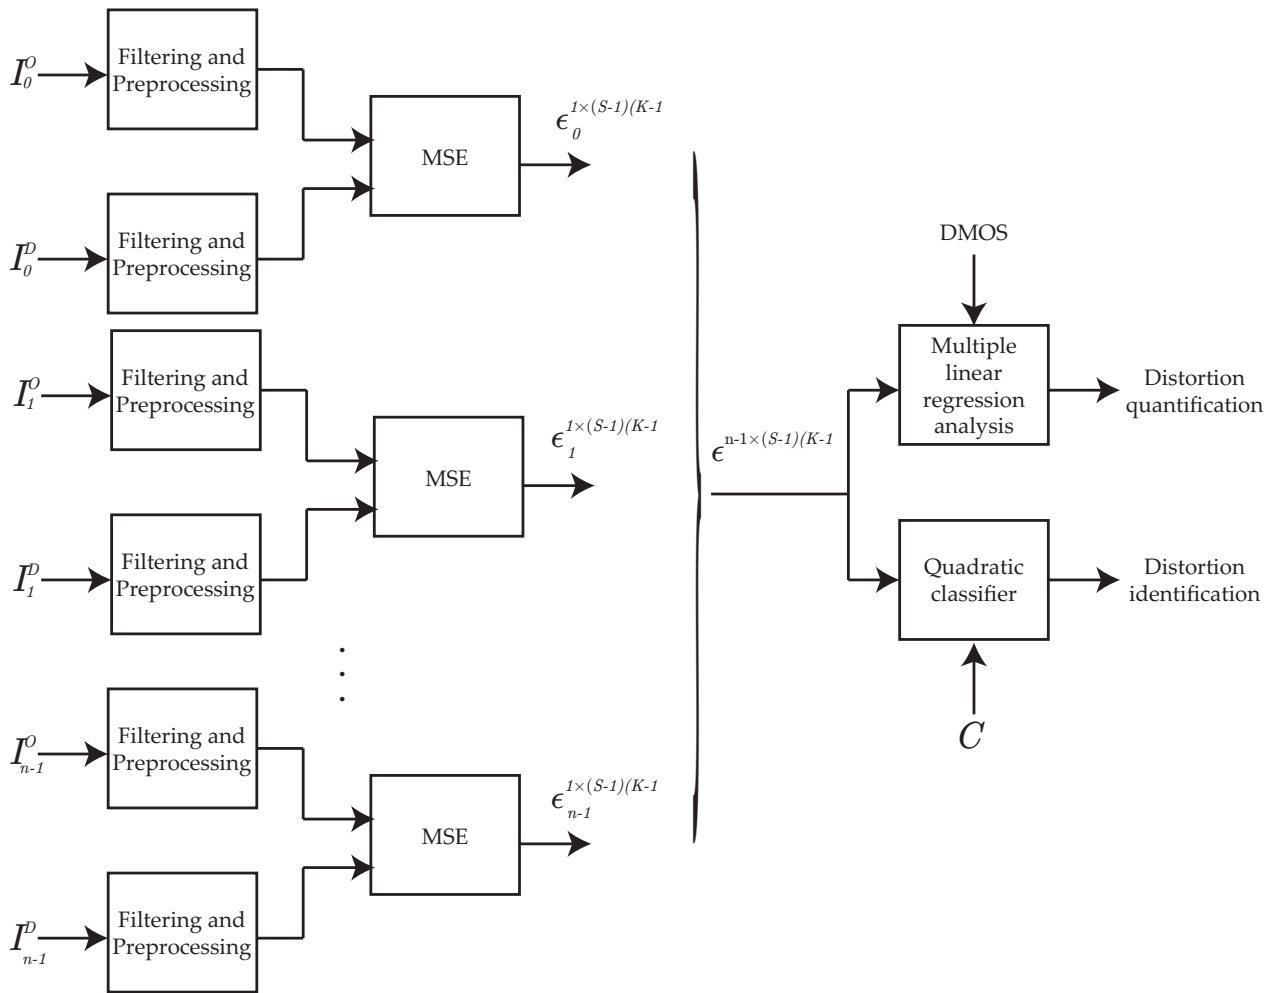 I_0^O
Filtering and
Preprocessing
MSE
ϵ_0^{1×(S-1)(K-1}
I_0^D
Filtering and
Preprocessing
I_1^O
Filtering and
Preprocessing
MSE
ϵ_1^{1×(S-1)(K-1}
I_1^D
Filtering and
Preprocessing
.
.
.
I_{n-1}^O
Filtering and
Preprocessing
MSE
ϵ_{n-1}^{1×(S-1)(K-1}
I_{n-1}^D
Filtering and
Preprocessing
ϵ^{n-1×(S-1)(K-1}
DMOS
Multiple
linear
regression
analysis
Distortion
quantification
Quadratic
classifier
Distortion
identification
C